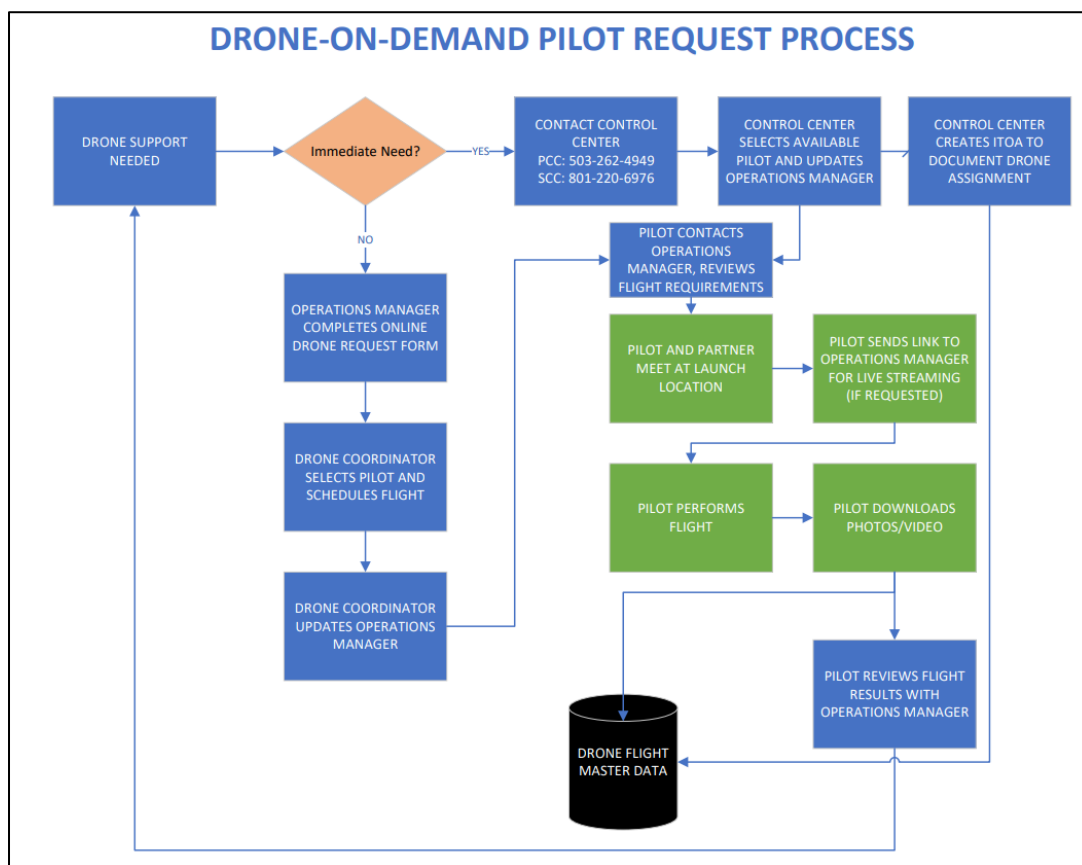 DRONE-ON-DEMAND PILOT REQUEST PROCESS
DRONE SUPPORT
NEEDED
Immediate Need?
YES
CONTACT CONTROL
CENTER
PCC: 503-262-4949
SCC: 801-220-6976
CONTROL CENTER
SELECTS AVAILABLE
PILOT AND UPDATES
OPERATIONS MANAGER
CONTROL CENTER
CREATES ITOA TO
DOCUMENT DRONE
ASSIGNMENT
NO
PILOT CONTACTS
OPERATIONS
MANAGER, REVIEWS
FLIGHT REQUIREMENTS
OPERATIONS MANAGER
COMPLETES ONLINE
DRONE REQUEST FORM
PILOT AND PARTNER
MEET AT LAUNCH
LOCATION
PILOT SENDS LINK TO
OPERATIONS MANAGER
FOR LIVE STREAMING
(IF REQUESTED)
DRONE COORDINATOR
SELECTS PILOT AND
SCHEDULES FLIGHT
PILOT PERFORMS
FLIGHT
PILOT DOWNLOADS
PHOTOS/VIDEO
DRONE COORDINATOR
UPDATES OPERATIONS
MANAGER
PILOT REVIEWS FLIGHT
RESULTS WITH
OPERATIONS MANAGER
DRONE FLIGHT
MASTER DATA